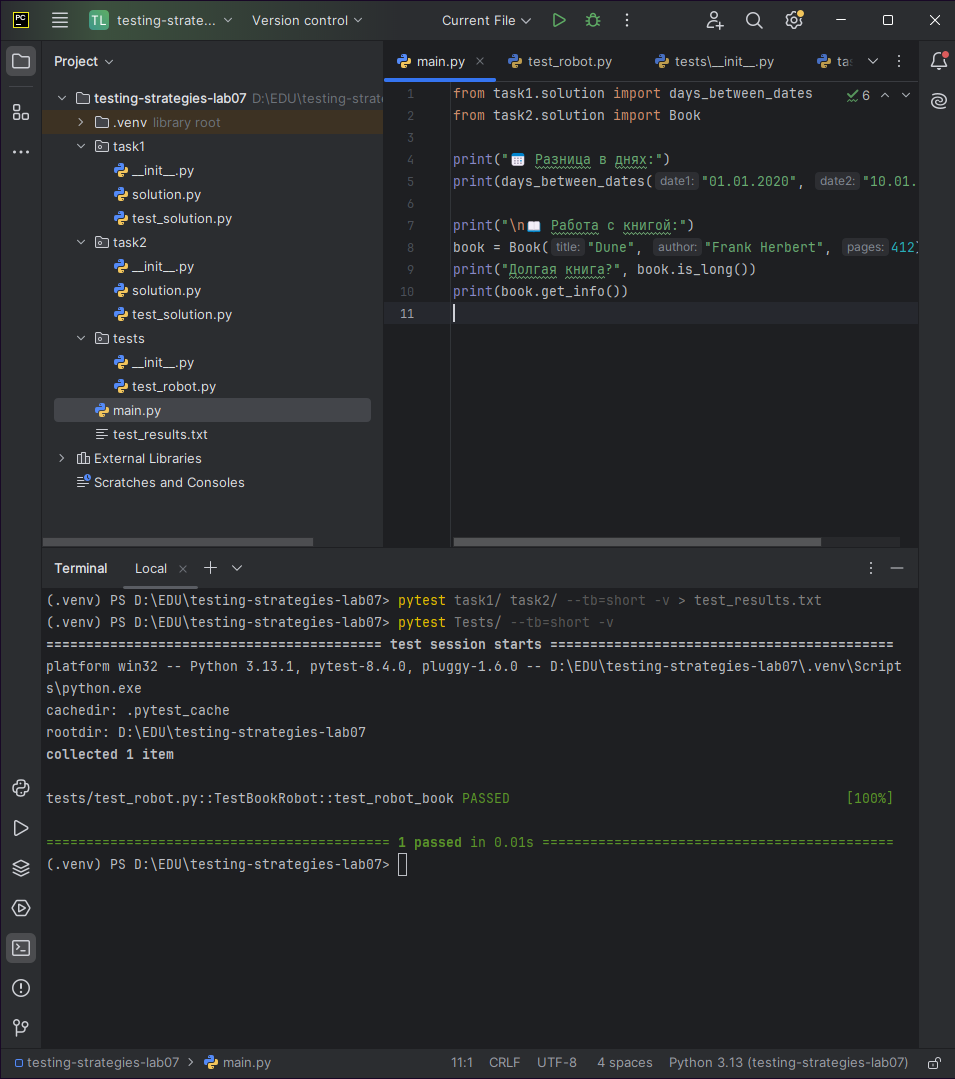 PC TL testing-strate... Version control Current File
Project
testing-strategies-lab07 D:\EDU\testing-strate
.venv library root
task1
__init__.py
solution.py
test_solution.py
task2
__init__.py
solution.py
test_solution.py
tests
__init__.py
test_robot.py
main.py
test_results.txt
External Libraries
Scratches and Consoles
main.py test_robot.py tests\__init__.py
6
1 from task1.solution import days_between_dates
2 from task2.solution import Book
3
4 print("📅 Разница в днях:")
5 print(days_between_dates( date1: "01.01.2020", date2: "10.01.
6
7 print("\n📖 Работа с книгой:")
8 book = Book( title: "Dune", author: "Frank Herbert", pages: 412)
9 print("Долгая книга?", book.is_long())
10 print(book.get_info())
11
Terminal Local
(.venv) PS D:\EDU\testing-strategies-lab07> pytest task1/ task2/ --tb=short -v > test_results.txt
(.venv) PS D:\EDU\testing-strategies-lab07> pytest Tests/ --tb=short -v
========================================== test session starts ==============================================
platform win32 -- Python 3.13.1, pytest-8.4.0, pluggy-1.6.0 -- D:\EDU\testing-strategies-lab07\.venv\Script
s\python.exe
cachedir: .pytest_cache
rootdir: D:\EDU\testing-strategies-lab07
collected 1 item
tests/test_robot.py::TestBookRobot::test_robot_book PASSED [100%]
=========================================== 1 passed in 0.01s ============================================
(.venv) PS D:\EDU\testing-strategies-lab07>
testing-strategies-lab07 > main.py 11:1 CRLF UTF-8 4 spaces Python 3.13 (testing-strategies-lab07)